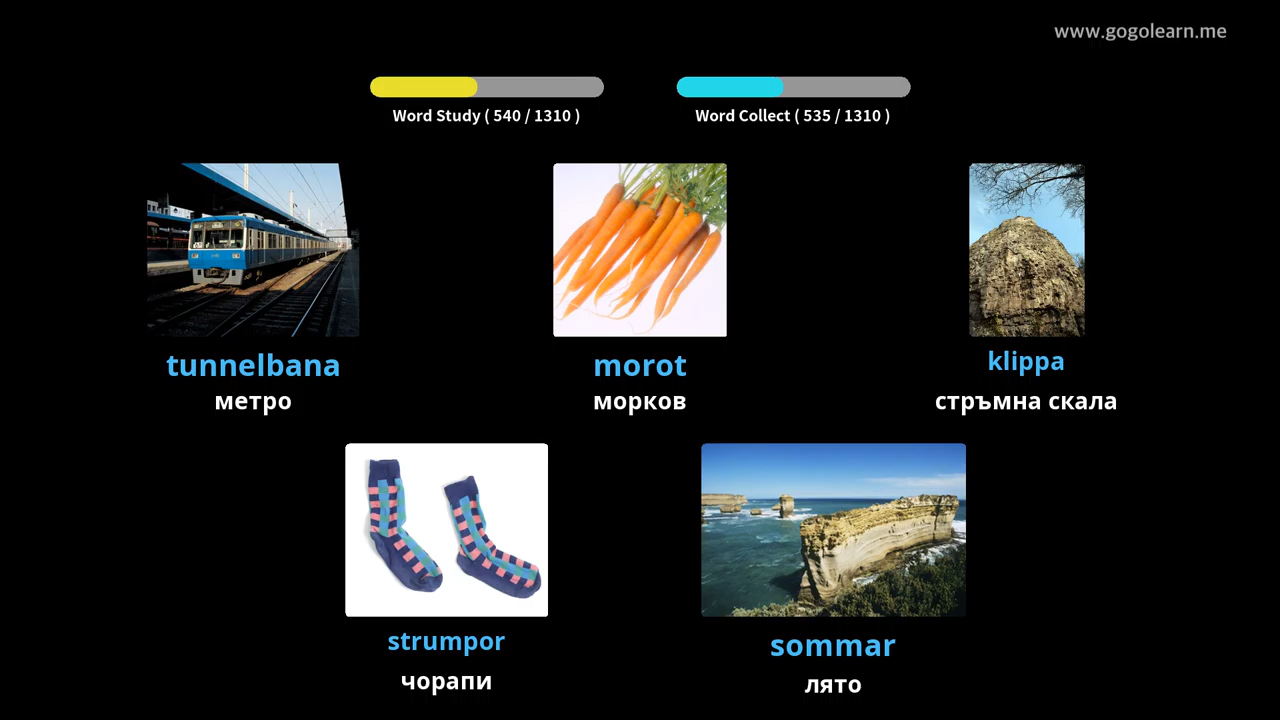 www.gogolearn.me
Word Study ( 540 / 1310 )
Word Collect ( 535 / 1310 )
tunnelbana
метро
morot
морков
klippa
стръмна скала
strumpor
чорапи
sommar
лято